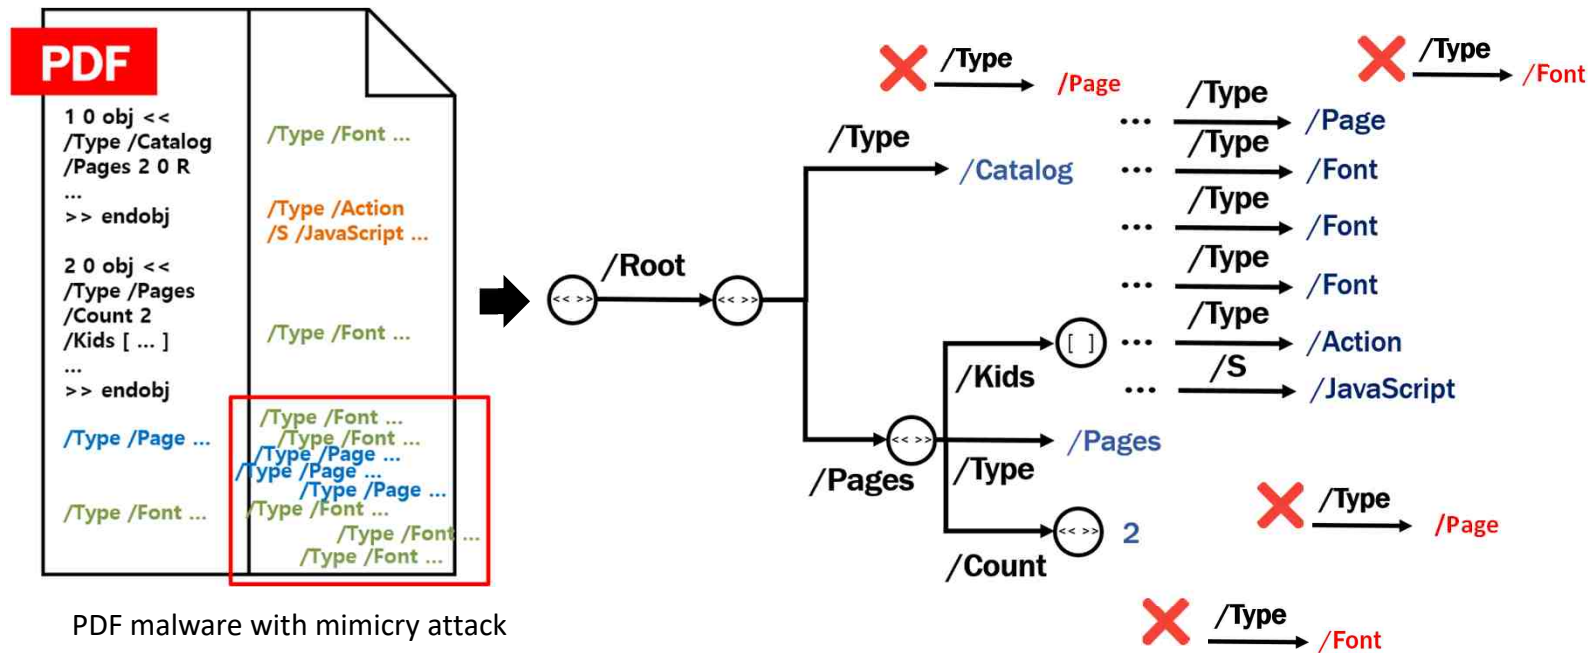 PDF
1 0 obj <<
/Type /Catalog
/Pages 2 0 R
...
>> endobj
2 0 obj <<
/Type /Pages
/Count 2
/Kids [ ... ]
...
>> endobj
/Type /Page ...
/Type /Font ...
/Type /Font ...
/Type /Action
/S /JavaScript ...
/Type /Font ...
/Type /Font ...
/Type /Font ...
/Type /Page ...
/Type /Page ...
/Type /Page ...
/Type /Font ...
/Type /Font ...
/Type /Font ...
PDF malware with mimicry attack
<< >>
/Root
<< >>
/Type
/Catalog
/Pages
<< >>
/Kids
[ ]
/Type
/Pages
/Count
<< >>
2
/Type
/Page
/Type
/Font
... /Type
/Page
... /Type
/Font
... /Type
/Font
... /Type
/Font
... /Type
/Action
... /S
/JavaScript
/Type
/Page
/Type
/Font